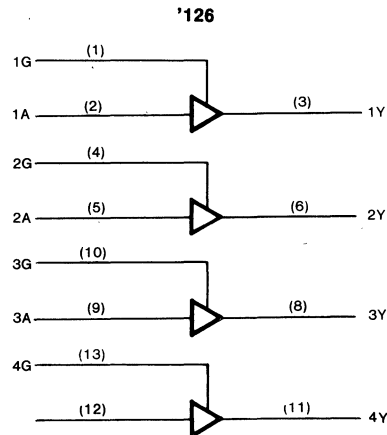 '126
1G (1)
1A (2) (3) 1Y
2G (4)
2A (5) (6) 2Y
3G (10)
3A (9) (8) 3Y
4G (13)
(12) (11) 4Y